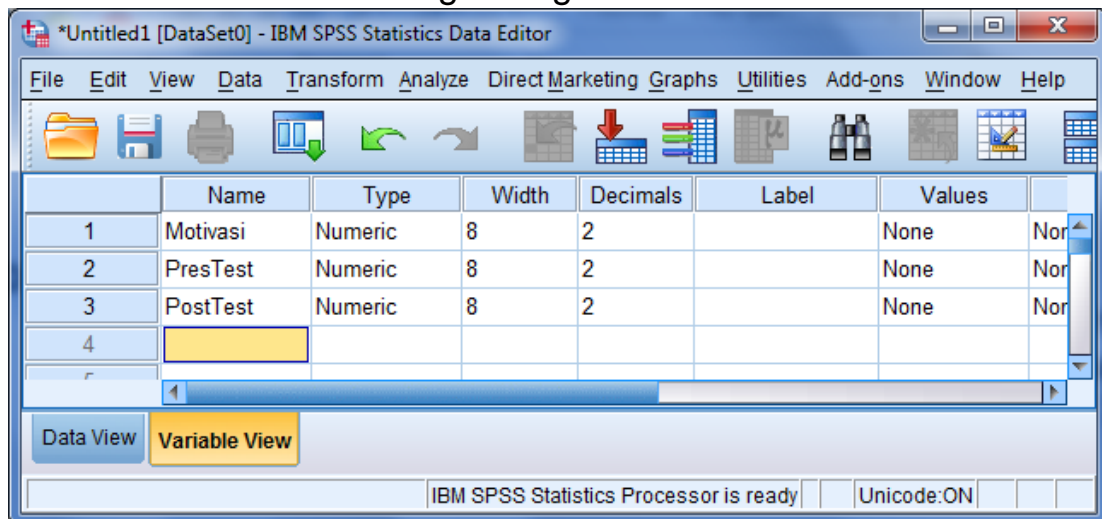 *Untitled1 [DataSet0] - IBM SPSS Statistics Data Editor
File Edit View Data Transform Analyze Direct Marketing Graphs Utilities Add-ons Window Help
Name Type Width Decimals Label Values
1 Motivasi Numeric 8 2 None Nor
2 PresTest Numeric 8 2 None Nor
3 PostTest Numeric 8 2 None Nor
4
Data View Variable View
IBM SPSS Statistics Processor is ready Unicode:ON